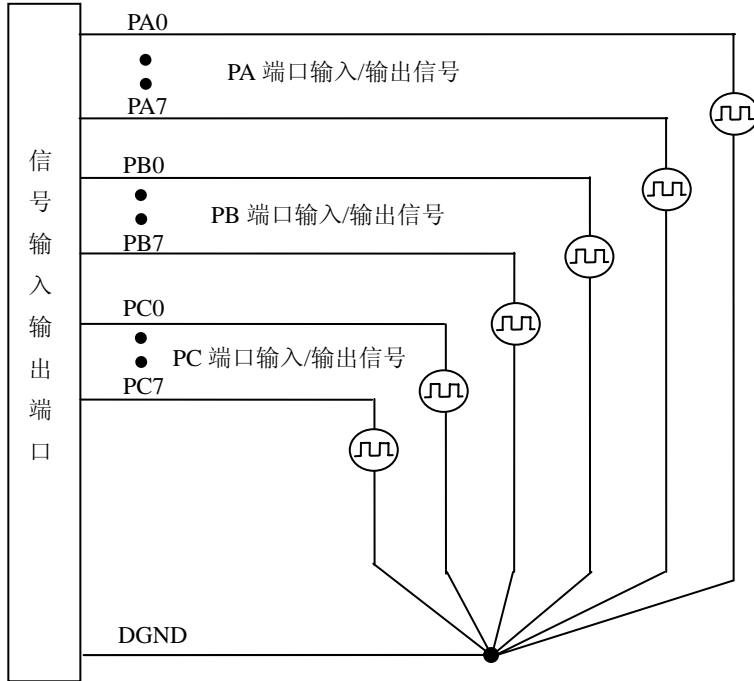 PA0
PA 端口输入/输出信号
PA7
PB0
PB 端口输入/输出信号
PB7
PC0
PC 端口输入/输出信号
PC7
DGND
信号输入输出端口